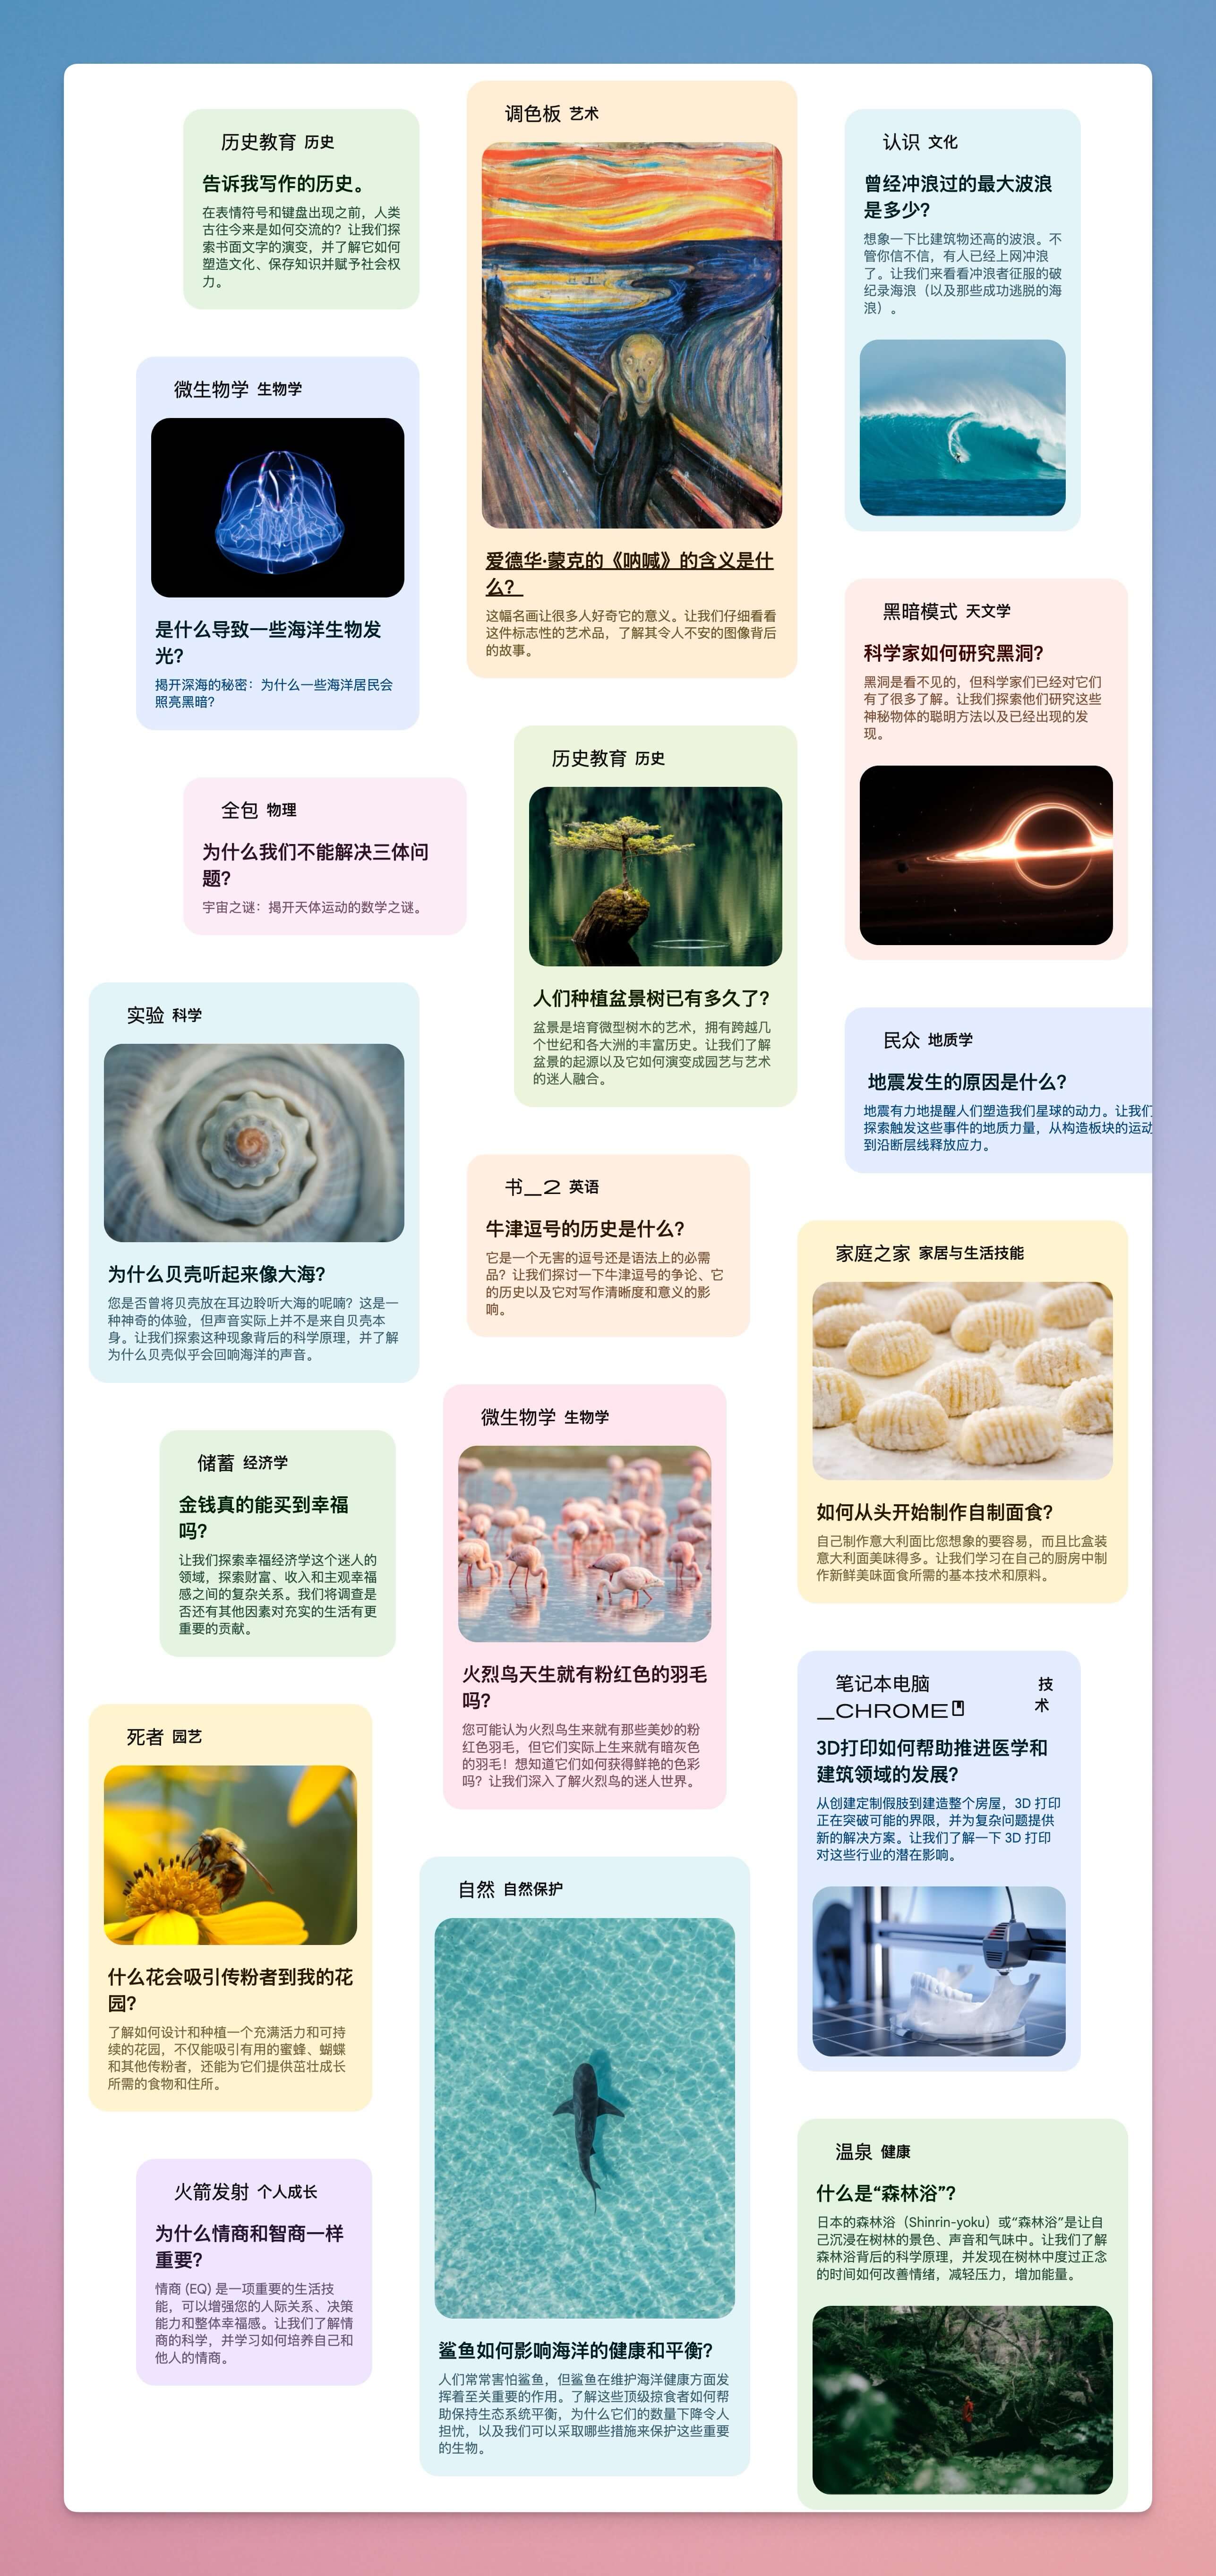 历史教育 历史
告诉我写作的历史。
在表情符号和键盘出现之前，人类
古往今来是如何交流的？让我们探
索书面文字的演变，并了解它如何
塑造文化、保存知识并赋予社会权
力。
微生物学 生物学
是什么导致一些海洋生物发
光？
揭开深海的秘密：为什么一些海洋居民会
照亮黑暗？
全包 物理
为什么我们不能解决三体问
题？
宇宙之谜：揭开天体运动的数学之谜。
实验 科学
为什么贝壳听起来像大海？
您是否曾将贝壳放在耳边聆听大海的呢喃？这是一
种神奇的体验，但声音实际上并不是来自贝壳本
身。让我们探索这种现象背后的科学原理，并了解
为什么贝壳似乎会回响海洋的声音。
储蓄 经济学
金钱真的能买到幸福
吗？
让我们探索幸福经济学这个迷人的
领域，探索财富、收入和主观幸福
感之间的复杂关系。我们将调查是
否还有其他因素对充实的生活有更
重要的贡献。
死者 园艺
什么花会吸引传粉者到我的花
园？
了解如何设计和种植一个充满活力和可持
续的花园，不仅能吸引有用的蜜蜂、蝴蝶
和其他传粉者，还能为它们提供茁壮成长
所需的食物和住所。
火箭发射 个人成长
为什么情商和智商一样
重要？
情商 (EQ) 是一项重要的生活技
能，可以增强您的人际关系、决策
能力和整体幸福感。让我们了解情
商的科学，并学习如何培养自己和
他人的情商。
调色板 艺术
爱德华·蒙克的《呐喊》的含义是什
么？
这幅名画让很多人好奇它的意义。让我们仔细看看
这件标志性的艺术品，了解其令人不安的图像背后
的故事。
历史教育 历史
人们种植盆景树已有多久了？
盆景是培育微型树木的艺术，拥有跨越几
个世纪和各大洲的丰富历史。让我们了解
盆景的起源以及它如何演变成园艺与艺术
的迷人融合。
书_2 英语
牛津逗号的历史是什么？
它是一个无害的逗号还是语法上的必需
品？让我们探讨一下牛津逗号的争论、它
的历史以及它对写作清晰度和意义的影
响。
微生物学 生物学
火烈鸟天生就有粉红色的羽毛
吗？
您可能认为火烈鸟生来就有那些美妙的粉
红色羽毛，但它们实际上生来就有暗灰色
的羽毛！想知道它们如何获得鲜艳的色彩
吗？让我们深入了解火烈鸟的迷人世界。
自然 自然保护
鲨鱼如何影响海洋的健康和平衡？
人们常常害怕鲨鱼，但鲨鱼在维护海洋健康方面发
挥着至关重要的作用。了解这些顶级掠食者如何帮
助保持生态系统平衡，为什么它们的数量下降令人
担忧，以及我们可以采取哪些措施来保护这些重要
的生物。
认识 文化
曾经冲浪过的最大波浪
是多少？
想象一下比建筑物还高的波浪。不
管你信不信，有人已经上网冲浪
了。让我们来看看冲浪者征服的破
纪录海浪（以及那些成功逃脱的海
浪）。
黑暗模式 天文学
科学家如何研究黑洞？
黑洞是看不见的，但科学家们已经对它们
有了很多了解。让我们探索他们研究这些
神秘物体的聪明方法以及已经出现的发
现。
民众 地质学
地震发生的原因是什么？
地震有力地提醒人们塑造我们星球的动力。让我们
探索触发这些事件的地质力量，从构造板块的运动
到沿断层线释放应力。
家庭之家 家居与生活技能
如何从头开始制作自制面食？
自己制作意大利面比您想象的要容易，而且比盒装
意大利面美味得多。让我们学习在自己的厨房中制
作新鲜美味面食所需的基本技术和原料。
笔记本电脑
_CHROME
技
术
3D打印如何帮助推进医学和
建筑领域的发展？
从创建定制假肢到建造整个房屋，3D 打印
正在突破可能的界限，并为复杂问题提供
新的解决方案。让我们了解一下 3D 打印
对这些行业的潜在影响。
温泉 健康
什么是“森林浴”？
日本的森林浴（Shinrin-yoku）或“森林浴”是让自
己沉浸在树林的景色、声音和气味中。让我们了解
森林浴背后的科学原理，并发现在树林中度过正念
的时间如何改善情绪，减轻压力，增加能量。